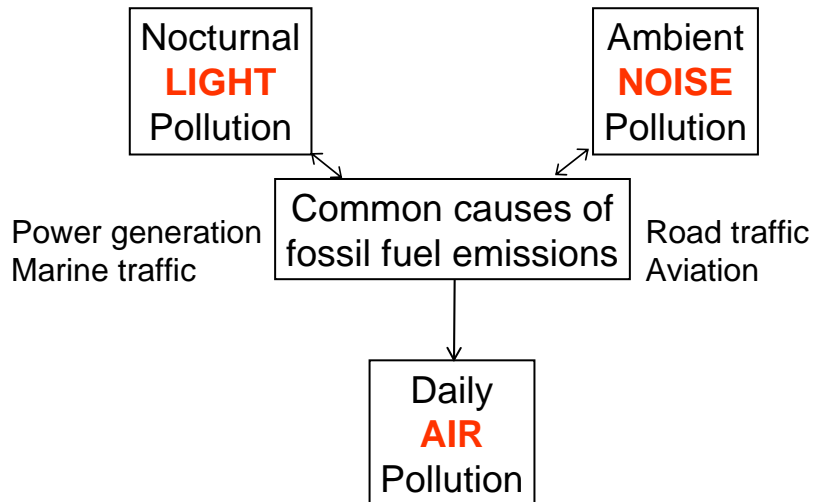 Nocturnal
LIGHT
Pollution
Ambient
NOISE
Pollution
Common causes of
fossil fuel emissions
Power generation
Marine traffic
Road traffic
Aviation
Daily
AIR
Pollution